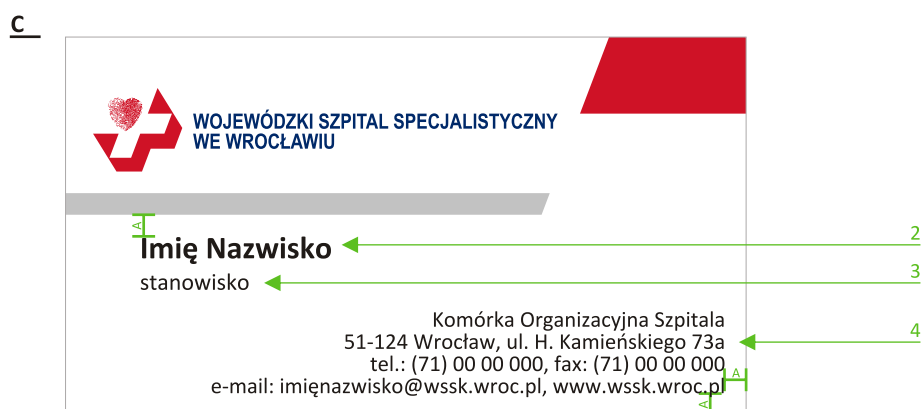 C
WOJEWÓDZKI SZPITAL SPECJALISTYCZNY
WE WROCŁAWIU
A
Imię Nazwisko
2
stanowisko
3
Komórka Organizacyjna Szpitala
51-124 Wrocław, ul. H. Kamieńskiego 73a
4
tel.: (71) 00 00 000, fax: (71) 00 00 000
A
e-mail: imięnazwisko@wssk.wroc.pl, www.wssk.wroc.pl
A